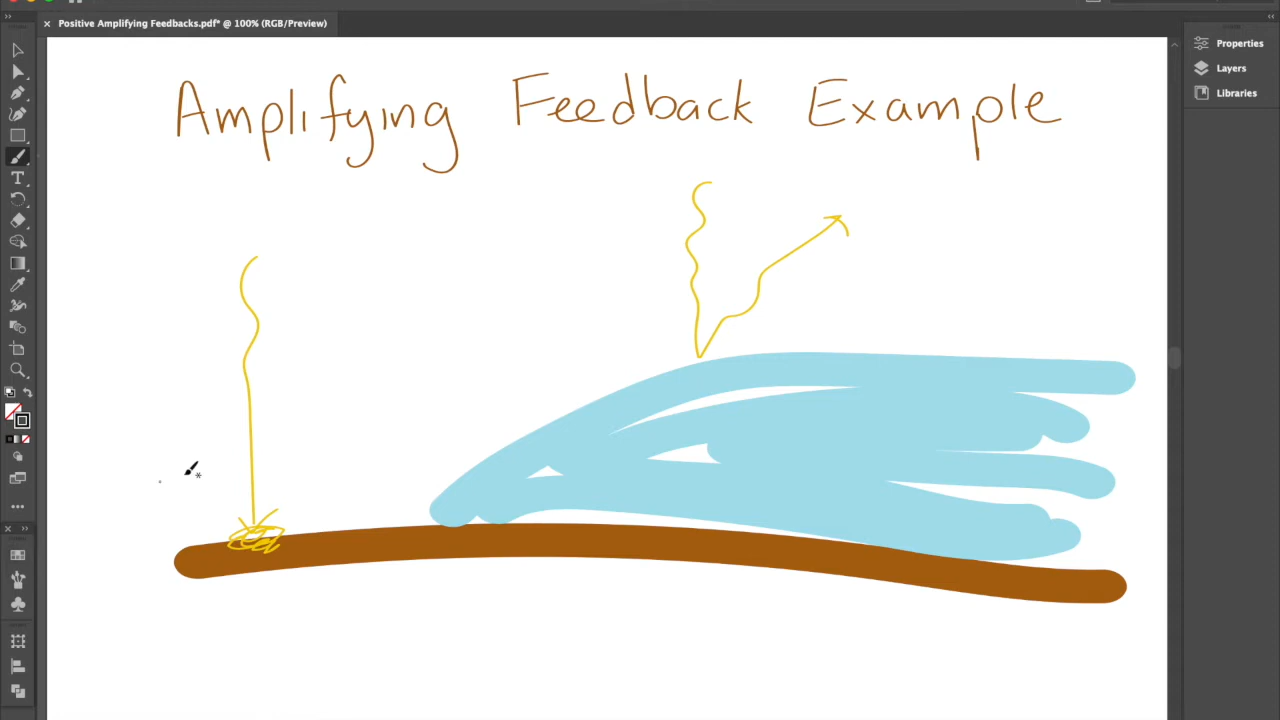 Positive Amplifying Feedbacks.pdf* @ 100% (RGB/Preview)
Properties
Layers
Libraries
Amplifying Feedback Example